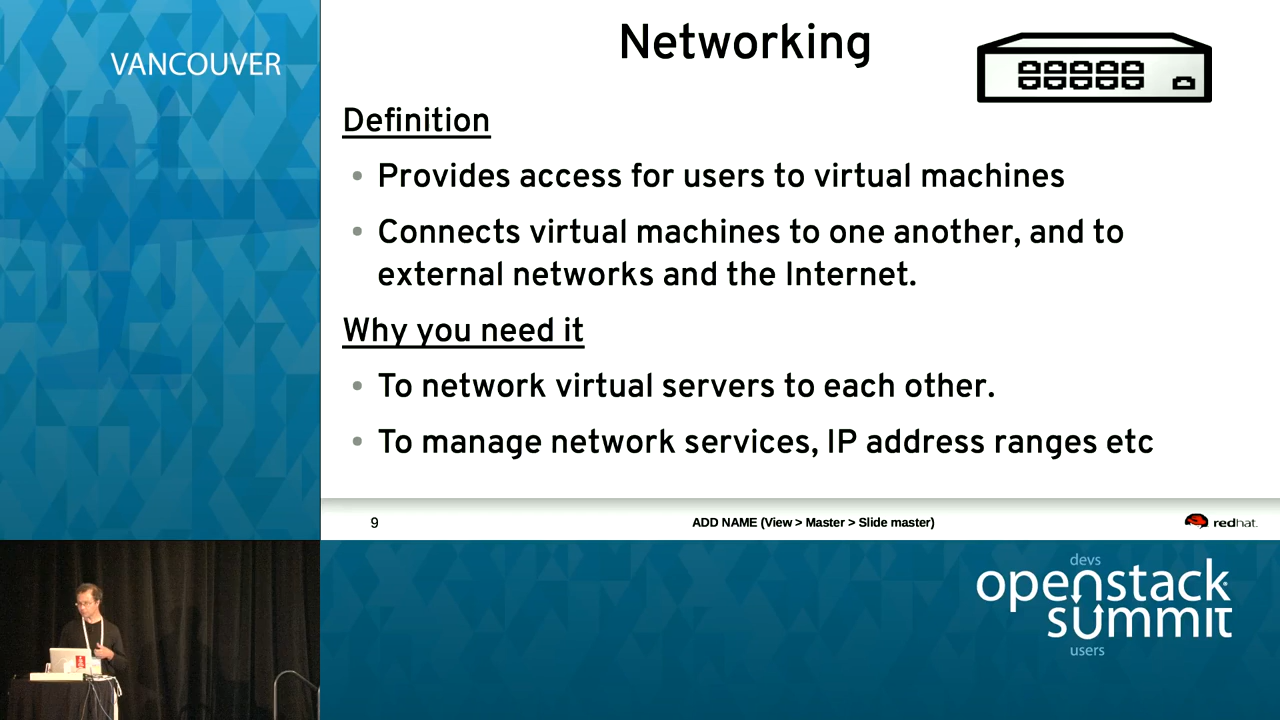 VANCOUVER
Networking
Definition
• Provides access for users to virtual machines
• Connects virtual machines to one another, and to
external networks and the Internet.
Why you need it
• To network virtual servers to each other.
• To manage network services, IP address ranges etc
9
ADD NAME (View > Master > Slide master)
redhat.
devs
openstack
summit
users